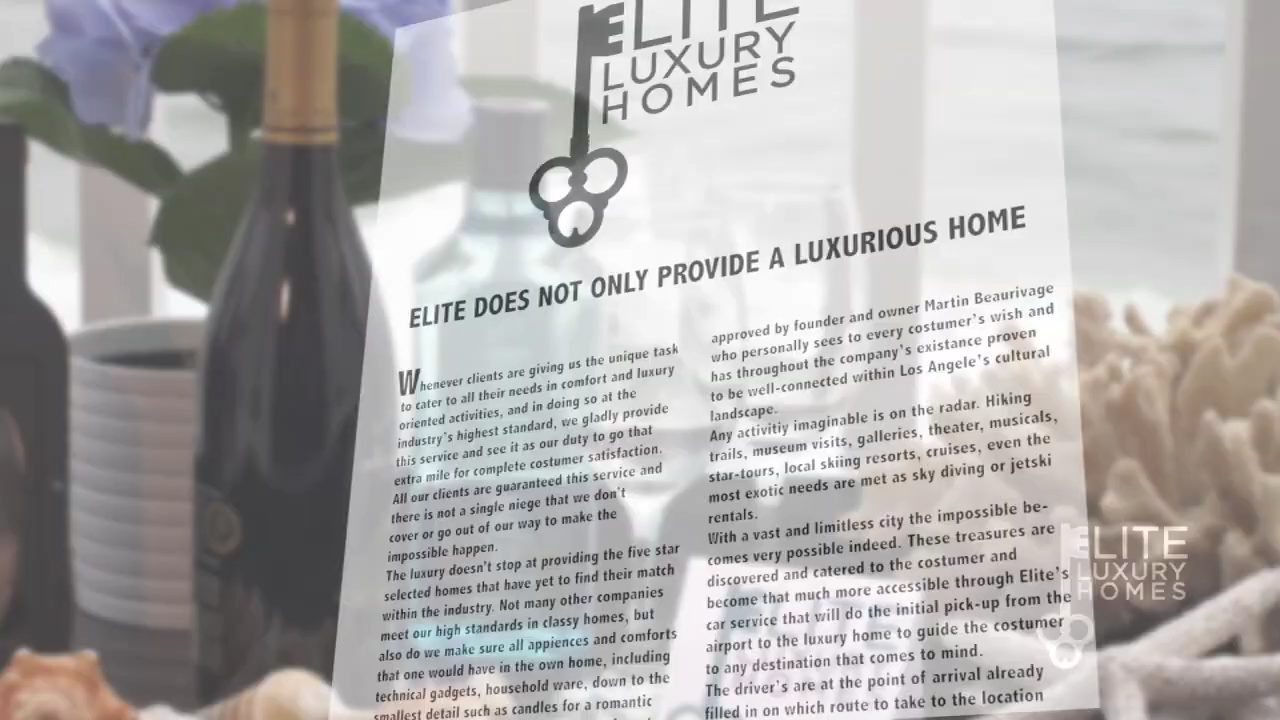 ELITE
LUXURY
HOMES
ELITE DOES NOT ONLY PROVIDE A LUXURIOUS HOME
Whenever clients are giving us the unique task
to cater to all their needs in comfort and luxury
oriented activities, and in doing so at the
industry's highest standard, we gladly provide
this service and see it as our duty to go that
extra mile for complete costumer satisfaction.
All our clients are guaranteed this service and
there is not a single niege that we don't
cover or go out of our way to make the
impossible happen.
The luxury doesn't stop at providing the five star
selected homes that have yet to find their match
within the industry. Not many other companies
meet our high standards in classy homes, but
also do we make sure all appiences and comforts
that one would have in the own home, including
technical gadgets, household ware, down to the
smallest detail such as candles for a romantic
approved by founder and owner Martin Beaurivage
who personally sees to every costumer's wish and
has throughout the company's existance proven
to be well-connected within Los Angele's cultural
landscape.
Any activitiy imaginable is on the radar. Hiking
trails, museum visits, galleries, theater, musicals,
star-tours, local skiing resorts, cruises, even the
most exotic needs are met as sky diving or jetski
rentals.
With a vast and limitless city the impossible be-
comes very possible indeed. These treasures are
discovered and catered to the costumer and
become that much more accessible through Elite's
car service that will do the initial pick-up from the
airport to the luxury home to guide the costumer
to any destination that comes to mind.
The driver's are at the point of arrival already
filled in on which route to take to the location
ELITE
LUXURY
HOMES